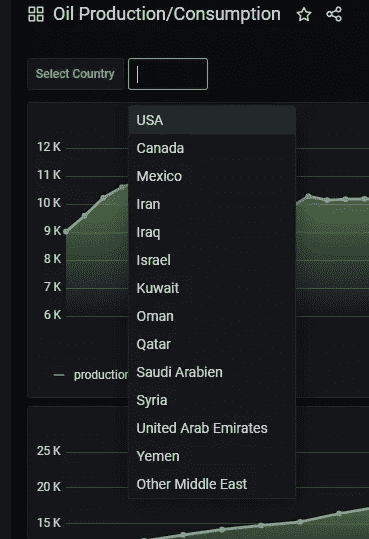 Oil Production/Consumption
Select Country
USA
Canada
Mexico
Iran
Iraq
Israel
Kuwait
Oman
Qatar
Saudi Arabien
Syria
United Arab Emirates
Yemen
Other Middle East
12 K
11 K
10 K
9 K
8 K
7 K
6 K
production
25 K
20 K
15 K